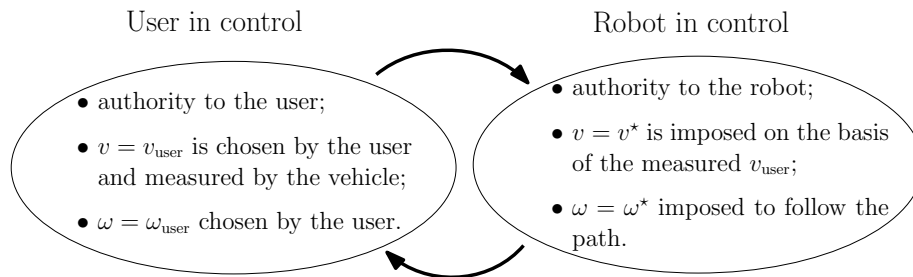 User in control
• authority to the user;
• v = v_user is chosen by the user
and measured by the vehicle;
• ω = ω_user chosen by the user.
Robot in control
• authority to the robot;
• v = v⋆ is imposed on the basis
of the measured v_user;
• ω = ω⋆ imposed to follow the
path.